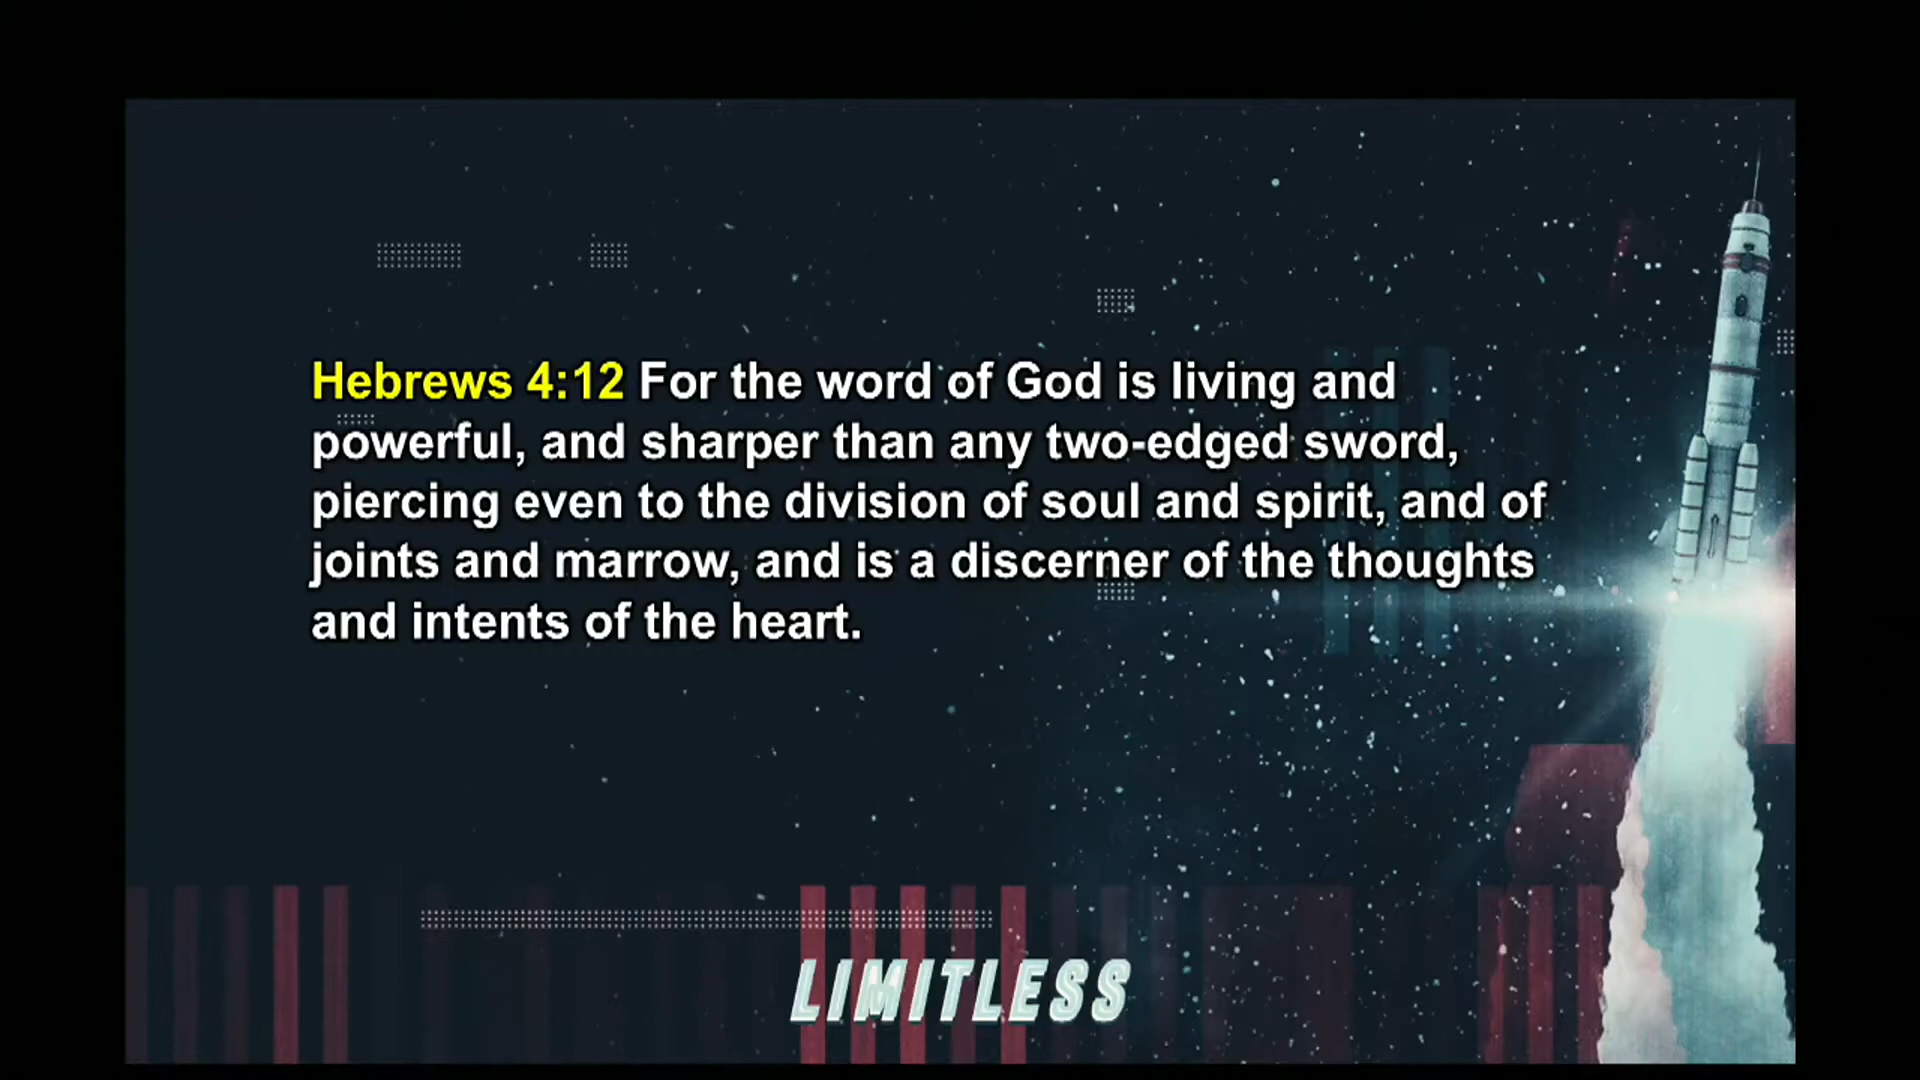 Hebrews 4:12 For the word of God is living and
powerful, and sharper than any two-edged sword,
piercing even to the division of soul and spirit, and of
joints and marrow, and is a discerner of the thoughts
and intents of the heart.
LIMITLESS